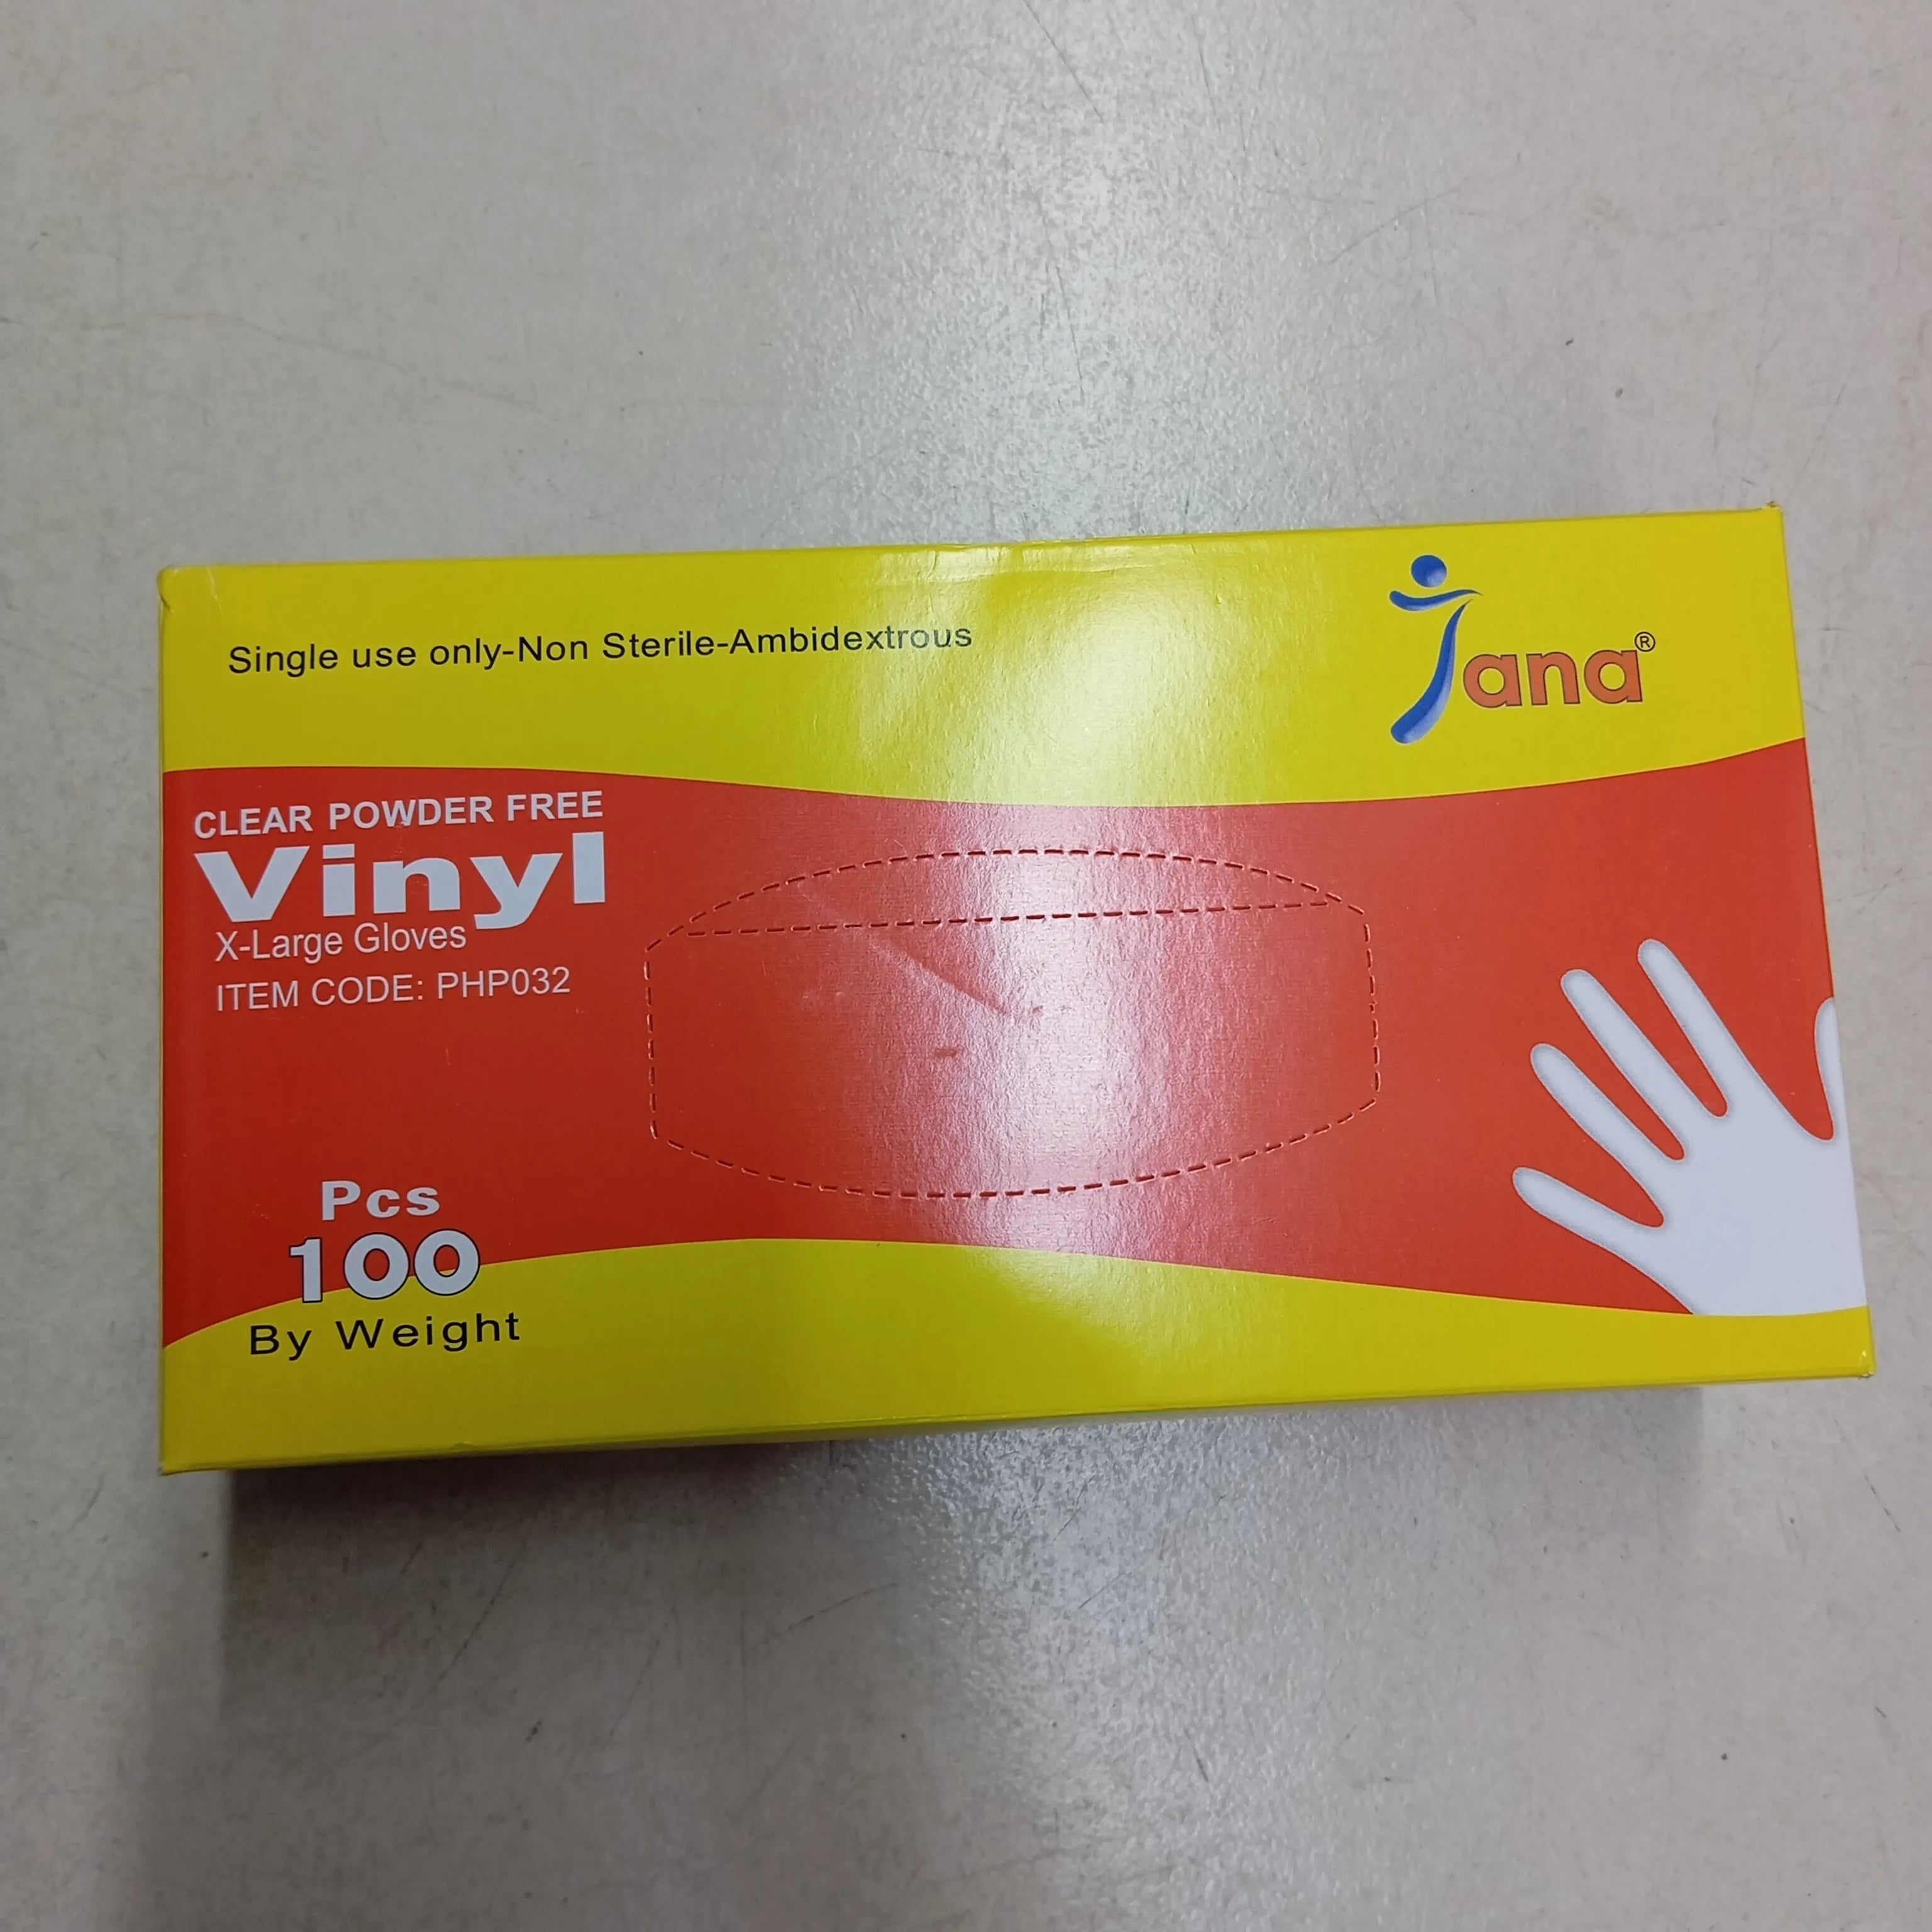 Single use only-Non Sterile-Ambidextrous
Jana®
CLEAR POWDER FREE
Vinyl
X-Large Gloves
ITEM CODE: PHP032
Pcs
100
By Weight